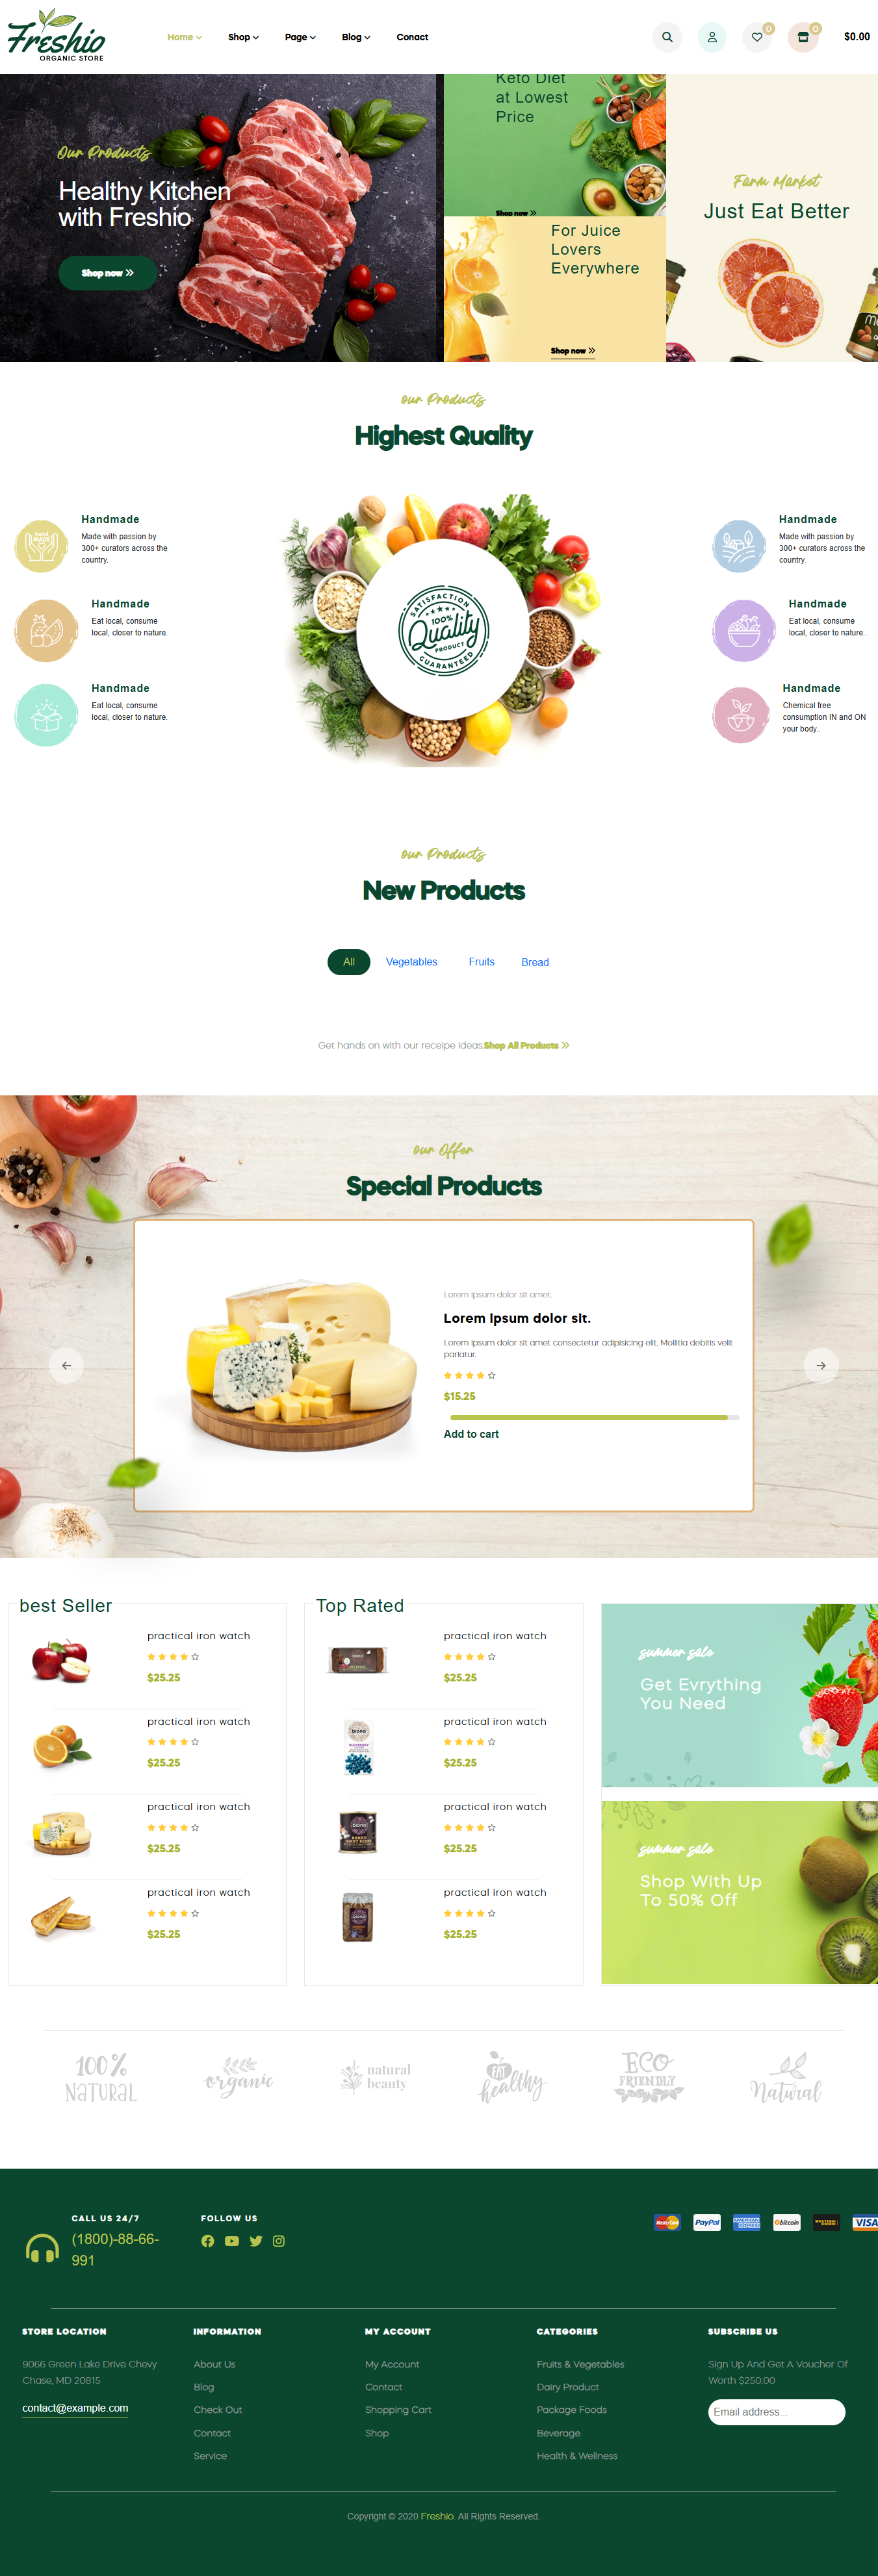 Freshio
ORGANIC STORE
Home
Shop
Page
Blog
Conact
0
0
$0.00
Our Products
Healthy Kitchen
with Freshio
Shop now
Keto Diet
at Lowest
Price
Shop now
For Juice
Lovers
Everywhere
Shop now
Farm Market
Just Eat Better
our Products
Highest Quality
Handmade
Made with passion by
300+ curators across the
country.
Handmade
Eat local, consume
local, closer to nature.
Handmade
Eat local, consume
local, closer to nature.
SATISFACTION
100%
Quality
PRODUCT
GUARANTEED
Handmade
Made with passion by
300+ curators across the
country.
Handmade
Eat local, consume
local, closer to nature..
Handmade
Chemical free
consumption IN and ON
your body..
our Products
New Products
All
Vegetables
Fruits
Bread
Get hands on with our receipe ideas.Shop All Products
our Offer
Special Products
Lorem ipsum dolor sit amet.
Lorem ipsum dolor sit.
Lorem ipsum dolor sit amet consectetur adipisicing elit. Mollitia debitis velit
pariatur.
$15.25
Add to cart
best Seller
practical iron watch
$25.25
practical iron watch
$25.25
practical iron watch
$25.25
practical iron watch
$25.25
Top Rated
practical iron watch
$25.25
practical iron watch
$25.25
practical iron watch
$25.25
practical iron watch
$25.25
summer sale
Get Evrything
You Need
summer sale
Shop With Up
To 50% Off
100%
NATURAL
organic
natural
beauty
EAT
healthy
ECO
FRIENDLY
Natural
CALL US 24/7
(1800)-88-66-
991
FOLLOW US
MasterCard
PayPal
AMERICAN EXPRESS
bitcoin
WESTERN UNION
VISA
STORE LOCATION
9066 Green Lake Drive Chevy
Chase, MD 20815
contact@example.com
INFORMATION
About Us
Blog
Check Out
Contact
Service
MY ACCOUNT
My Account
Contact
Shopping Cart
Shop
CATEGORIES
Fruits & Vegetables
Dairy Product
Package Foods
Beverage
Health & Wellness
SUBSCRIBE US
Sign Up And Get A Voucher Of
Worth $250.00
Email address...
Copyright © 2020 Freshio. All Rights Reserved.